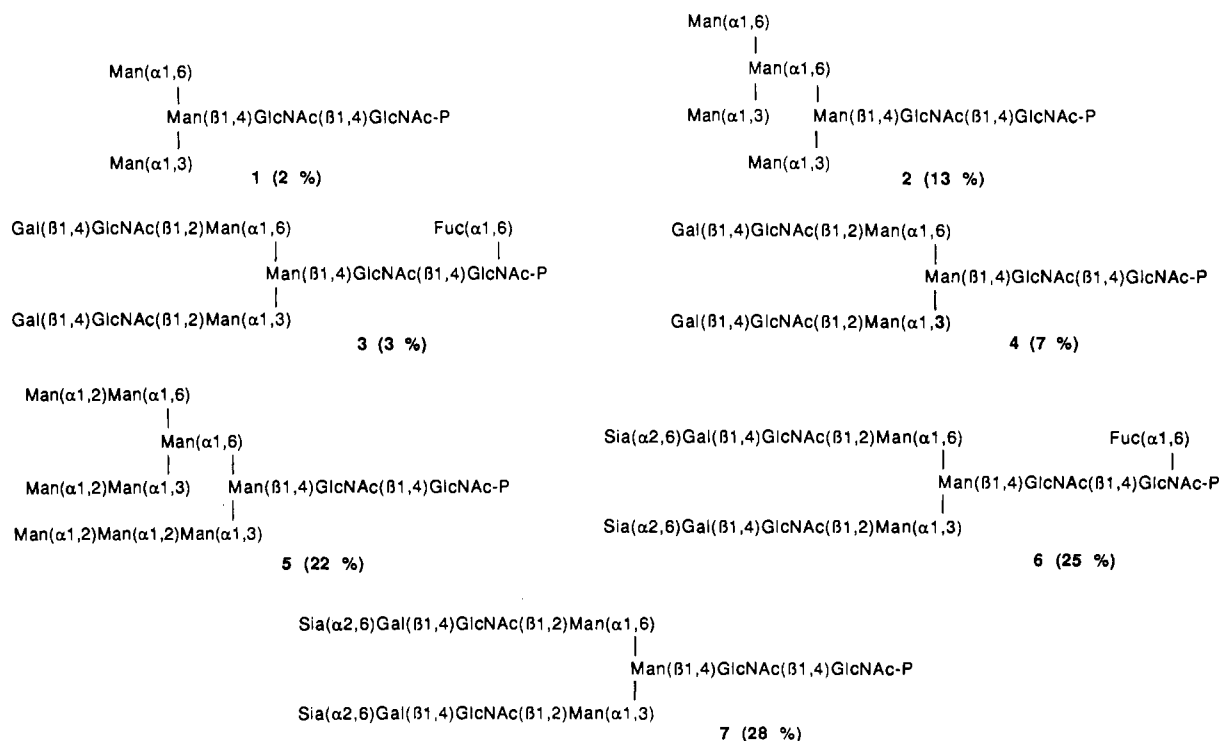 Man(α1,6)
Man(β1,4)GlcNAc(β1,4)GlcNAc-P
Man(α1,3)
1 (2 %)
Man(α1,6)
Man(α1,6)
Man(α1,3)
Man(β1,4)GlcNAc(β1,4)GlcNAc-P
Man(α1,3)
2 (13 %)
Gal(β1,4)GlcNAc(β1,2)Man(α1,6)
Fuc(α1,6)
Man(β1,4)GlcNAc(β1,4)GlcNAc-P
Gal(β1,4)GlcNAc(β1,2)Man(α1,3)
3 (3 %)
Gal(β1,4)GlcNAc(β1,2)Man(α1,6)
Man(β1,4)GlcNAc(β1,4)GlcNAc-P
Gal(β1,4)GlcNAc(β1,2)Man(α1,3)
4 (7 %)
Man(α1,2)Man(α1,6)
Man(α1,6)
Man(α1,2)Man(α1,3)
Man(β1,4)GlcNAc(β1,4)GlcNAc-P
Man(α1,2)Man(α1,2)Man(α1,3)
5 (22 %)
Sia(α2,6)Gal(β1,4)GlcNAc(β1,2)Man(α1,6)
Fuc(α1,6)
Man(β1,4)GlcNAc(β1,4)GlcNAc-P
Sia(α2,6)Gal(β1,4)GlcNAc(β1,2)Man(α1,3)
6 (25 %)
Sia(α2,6)Gal(β1,4)GlcNAc(β1,2)Man(α1,6)
Man(β1,4)GlcNAc(β1,4)GlcNAc-P
Sia(α2,6)Gal(β1,4)GlcNAc(β1,2)Man(α1,3)
7 (28 %)